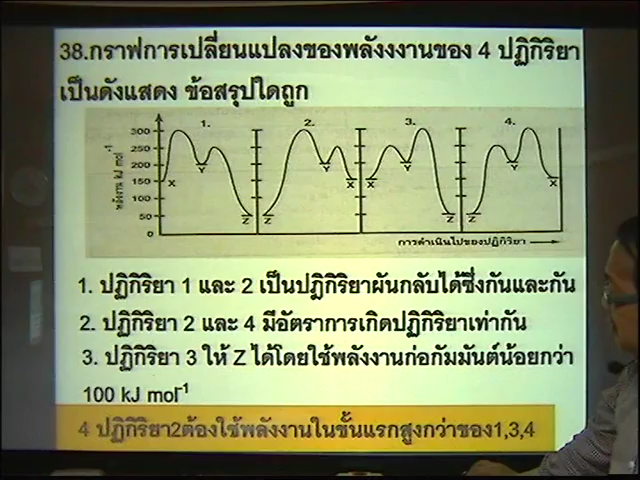 38.กราฟการเปลี่ยนแปลงของพลังงงานของ 4 ปฏิกิริยา
เป็นดังแสดง ข้อสรุปใดถูก
1. 2. 3. 4.
พลังงาน kJ mol⁻¹
300
250
200
150
100
50
0
X Y Z
Z Y X
X Y Z
Z Y X
การดำเนินไปของปฏิกิริยา
1. ปฏิกิริยา 1 และ 2 เป็นปฏิกิริยาผันกลับได้ซึ่งกันและกัน
2. ปฏิกิริยา 2 และ 4 มีอัตราการเกิดปฏิกิริยาเท่ากัน
3. ปฏิกิริยา 3 ให้ Z ได้โดยใช้พลังงานก่อกัมมันต์น้อยกว่า
100 kJ mol⁻¹
4 ปฏิกิริยา2ต้องใช้พลังงานในขั้นแรกสูงกว่าของ1,3,4